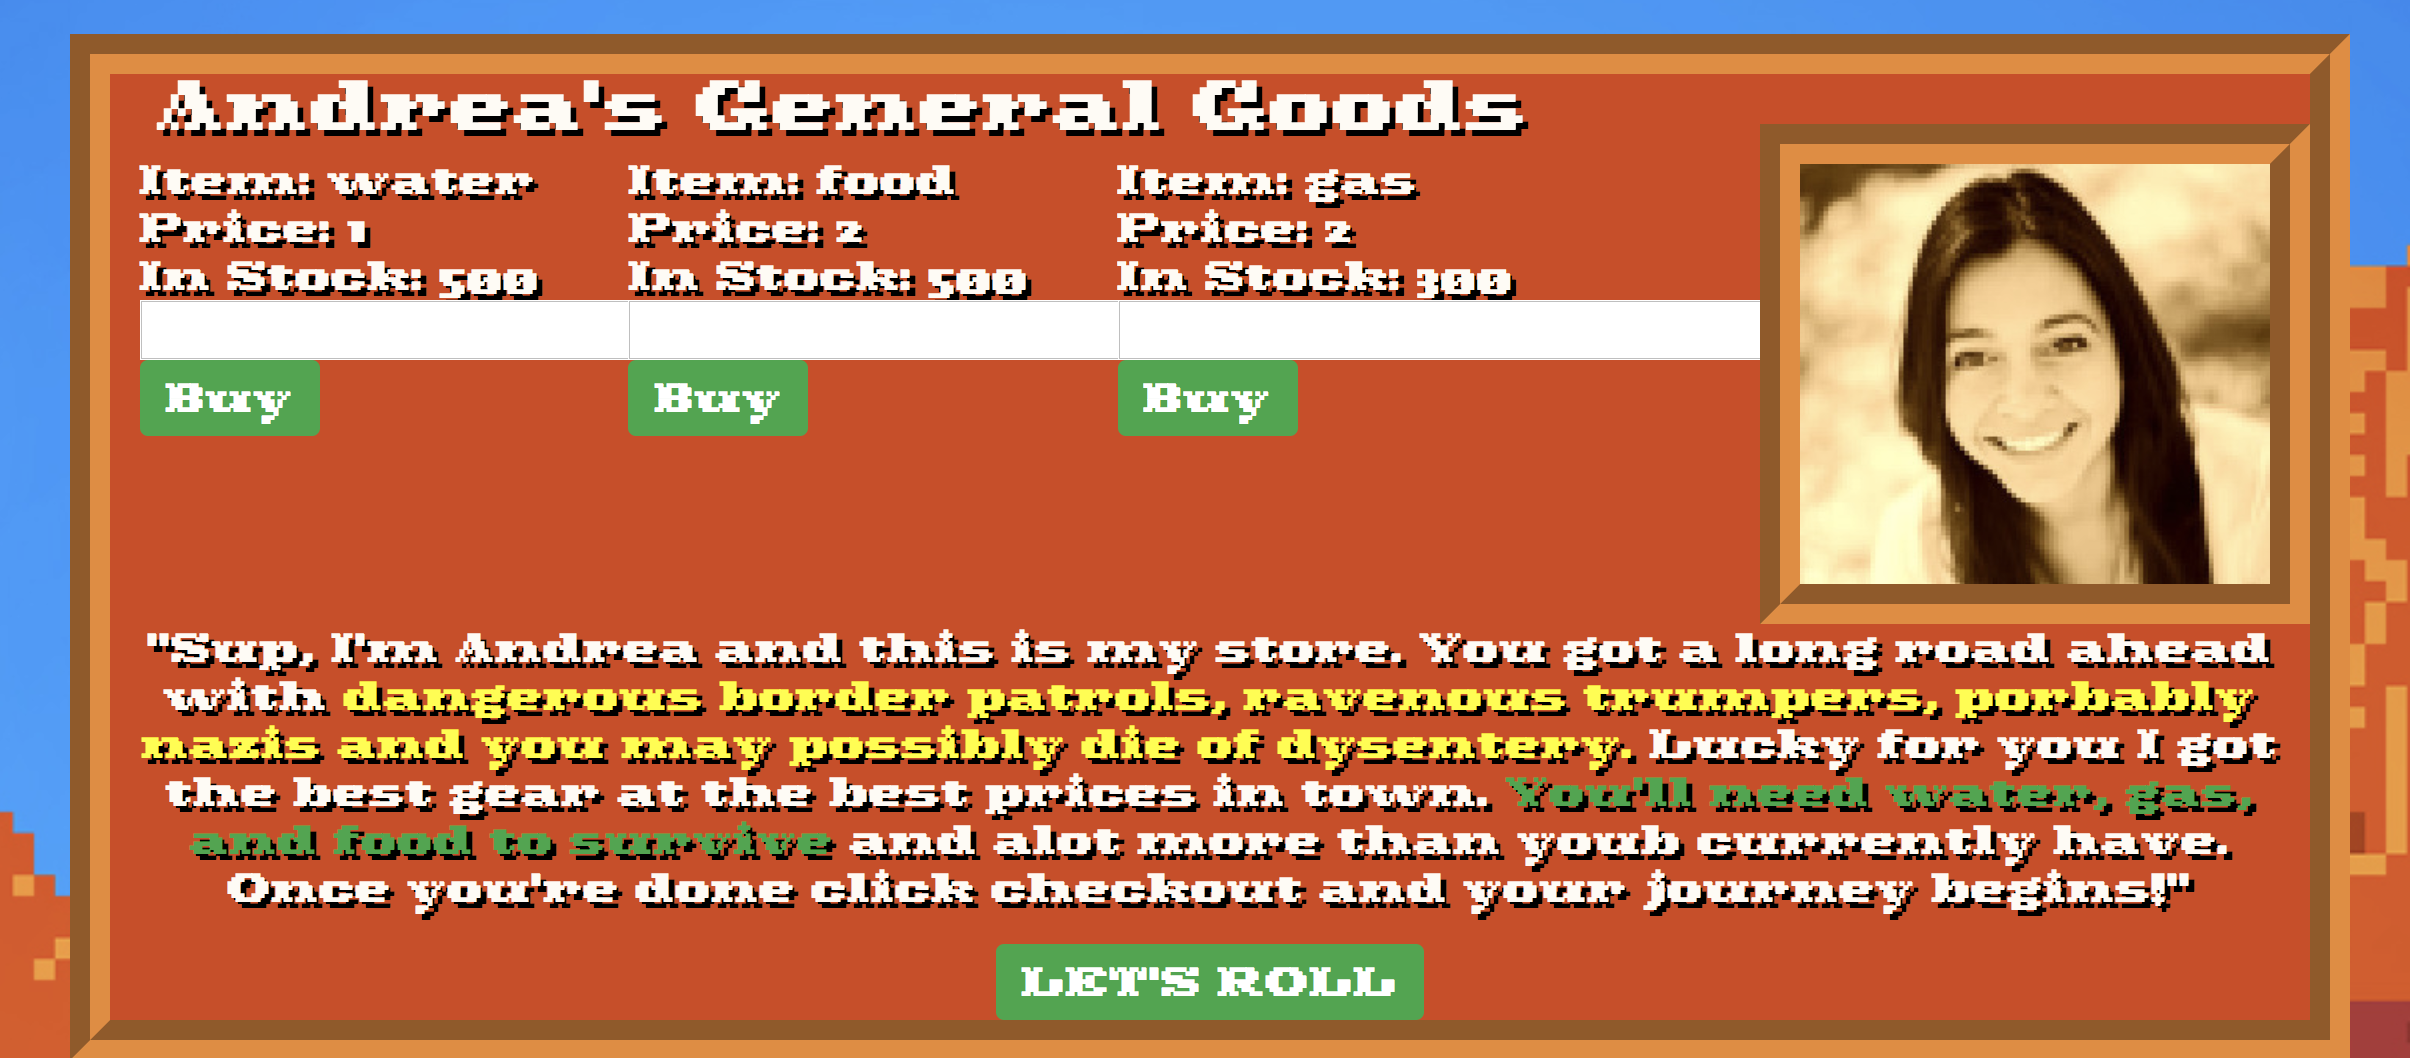 Andrea's General Goods
Item: water
Price: 1
In Stock: 500
Buy
Item: food
Price: 2
In Stock: 500
Buy
Item: gas
Price: 2
In Stock: 300
Buy
"Sup, I'm Andrea and this is my store. You got a long road ahead
with dangerous border patrols, ravenous trumpers, porbably
nazis and you may possibly die of dysentery. Lucky for you I got
the best gear at the best prices in town. You'll need water, gas,
and food to survive and alot more than youb currently have.
Once you're done click checkout and your journey begins!"
LET'S ROLL